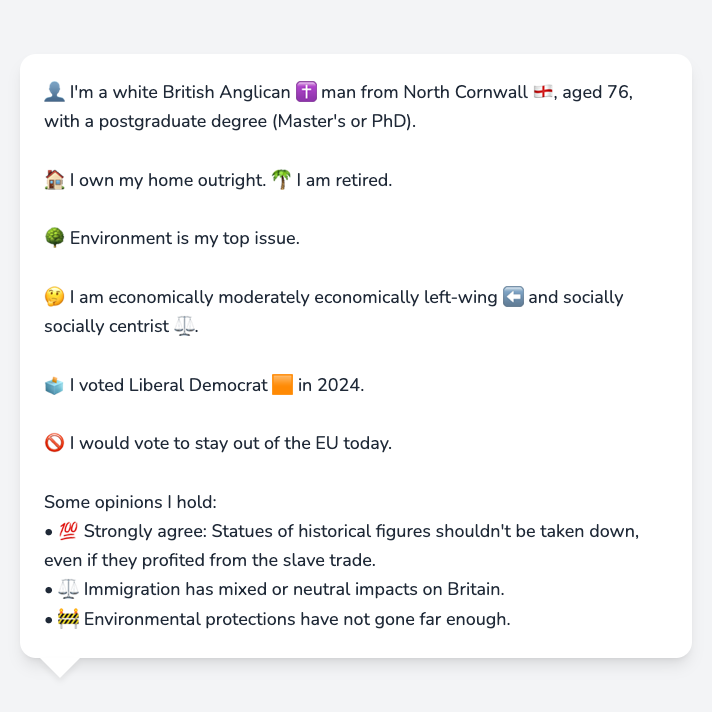 👤 I'm a white British Anglican ✝️ man from North Cornwall 🏴󠁧󠁢󠁥󠁮󠁧󠁿, aged 76,
with a postgraduate degree (Master's or PhD).
🏠 I own my home outright. 🌴 I am retired.
🌳 Environment is my top issue.
🤔 I am economically moderately economically left-wing ⬅️ and socially
socially centrist ⚖️.
🗳️ I voted Liberal Democrat 🟧 in 2024.
🚫 I would vote to stay out of the EU today.
Some opinions I hold:
• 💯 Strongly agree: Statues of historical figures shouldn't be taken down,
even if they profited from the slave trade.
• ⚖️ Immigration has mixed or neutral impacts on Britain.
• 🚧 Environmental protections have not gone far enough.